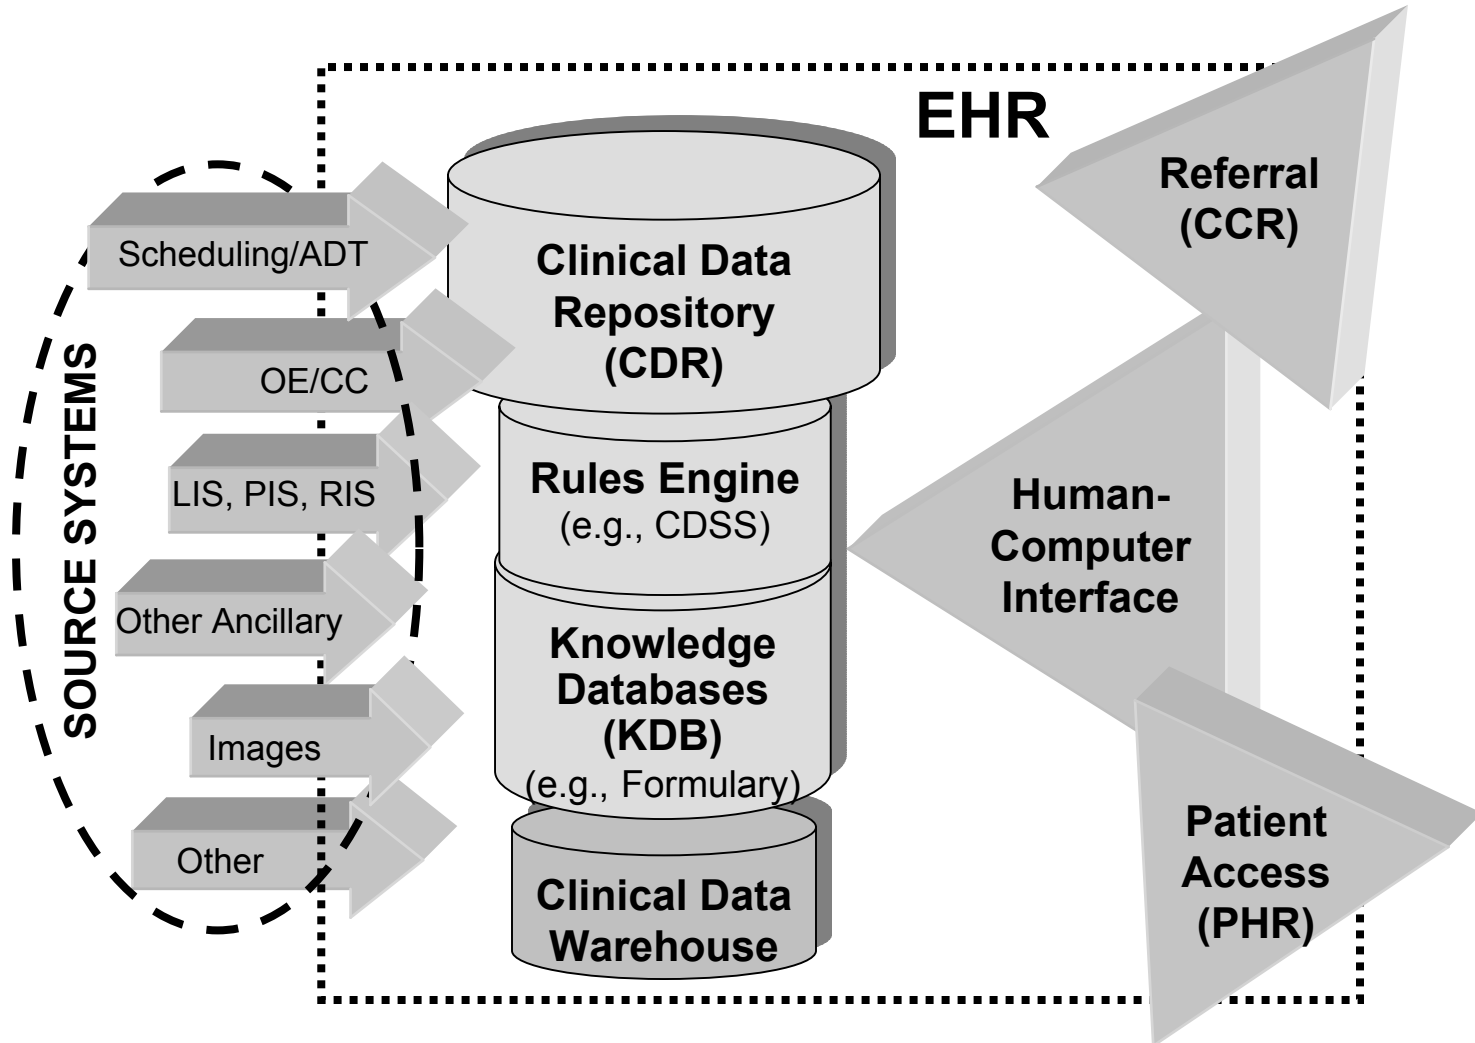 EHR
SOURCE SYSTEMS
Scheduling/ADT
OE/CC
LIS, PIS, RIS
Other Ancillary
Images
Other
Clinical Data
Repository
(CDR)
Rules Engine
(e.g., CDSS)
Knowledge
Databases
(KDB)
(e.g., Formulary)
Clinical Data
Warehouse
Referral
(CCR)
Human-
Computer
Interface
Patient
Access
(PHR)